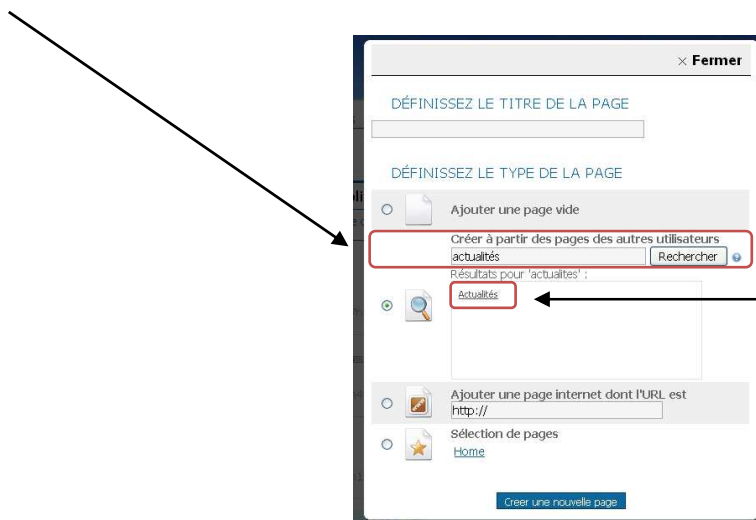 × Fermer
DÉFINISSEZ LE TITRE DE LA PAGE
DÉFINISSEZ LE TYPE DE LA PAGE
Ajouter une page vide
Créer à partir des pages des autres utilisateurs
actualités Rechercher
Résultats pour 'actualites' :
Actualités
Ajouter une page internet dont l'URL est
http://
Sélection de pages
Home
Creer une nouvelle page